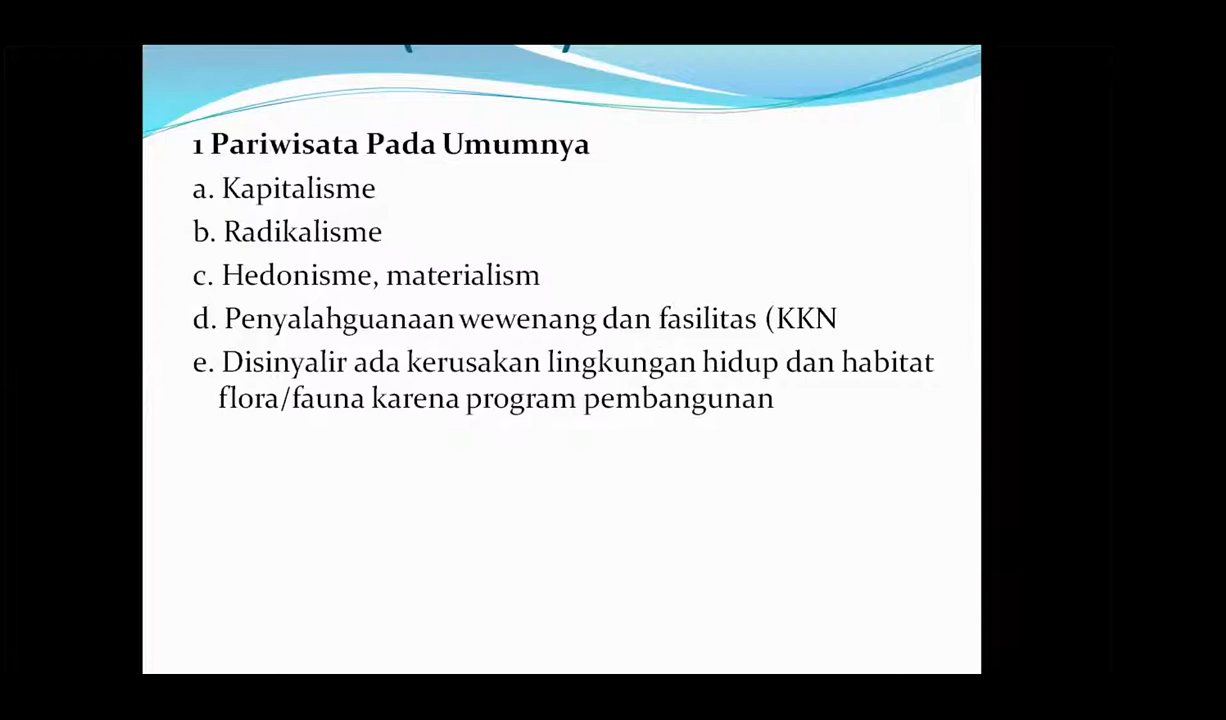 1 Pariwisata Pada Umumnya
a. Kapitalisme
b. Radikalisme
c. Hedonisme, materialism
d. Penyalahguanaan wewenang dan fasilitas (KKN
e. Disinyalir ada kerusakan lingkungan hidup dan habitat
flora/fauna karena program pembangunan